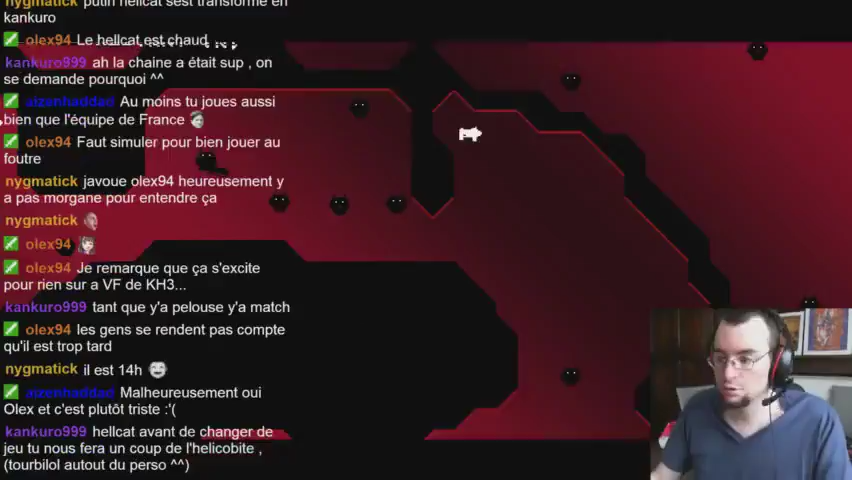 nygmatick putin hellcat sest transformé en
kankuro
olex94 Le hellcat est chaud
kankuro999 ah la chaine a était sup , on
se demande pourquoi ^^
aizenhaddad Au moins tu joues aussi
bien que l'équipe de France
olex94 Faut simuler pour bien jouer au
foutre
nygmatick javoue olex94 heureusement y
a pas morgane pour entendre ça
nygmatick
olex94
olex94 Je remarque que ça s'excite
pour rien sur a VF de KH3...
kankuro999 tant que y'a pelouse y'a match
olex94 les gens se rendent pas compte
qu'il est trop tard
nygmatick il est 14h
aizenhaddad Malheureusement oui
Olex et c'est plutôt triste :'(
kankuro999 hellcat avant de changer de
jeu tu nous fera un coup de l'helicobite ,
(tourbilol autout du perso ^^)